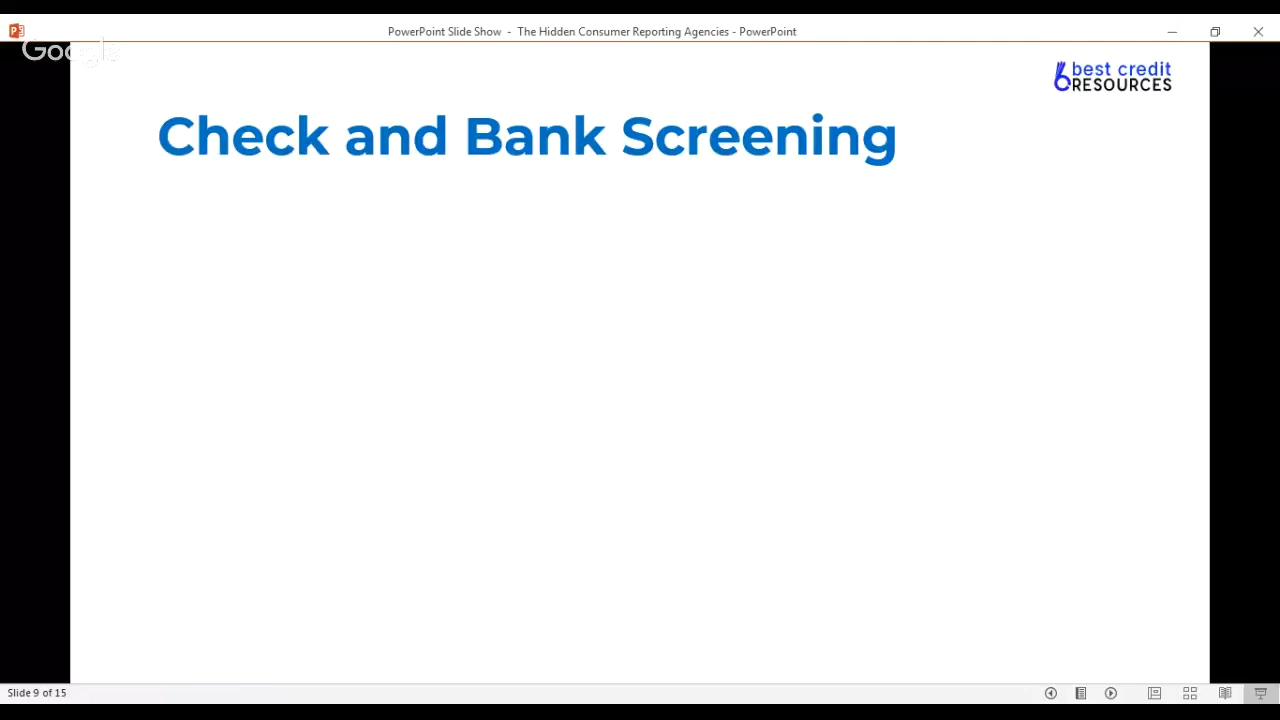 PowerPoint Slide Show - The Hidden Consumer Reporting Agencies - PowerPoint
Google
best credit
RESOURCES
Check and Bank Screening
Slide 9 of 15